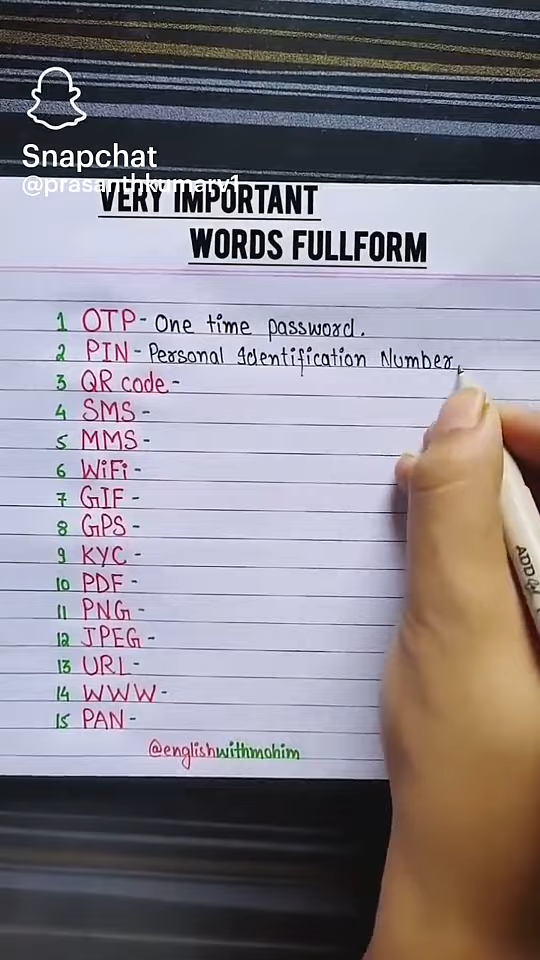 Snapchat
@prasanthkumarv1
VERY IMPORTANT
WORDS FULLFORM
1 OTP - One time password.
2 PIN - Personal Identification Number.
3 QR code -
4 SMS -
5 MMS -
6 WiFi -
7 GIF -
8 GPS -
9 KYC -
10 PDF -
11 PNG -
12 JPEG -
13 URL -
14 WWW -
15 PAN -
@englishwithmohim
ADD